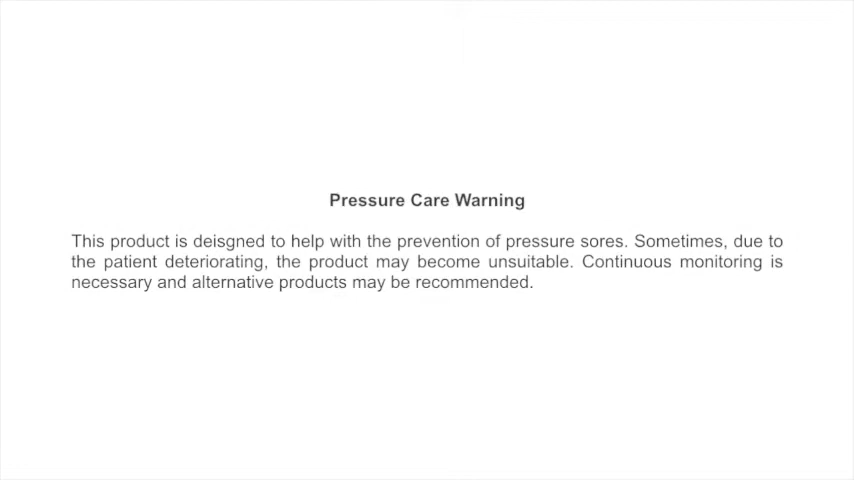 Pressure Care Warning
This product is deisgned to help with the prevention of pressure sores. Sometimes, due to
the patient deteriorating, the product may become unsuitable. Continuous monitoring is
necessary and alternative products may be recommended.